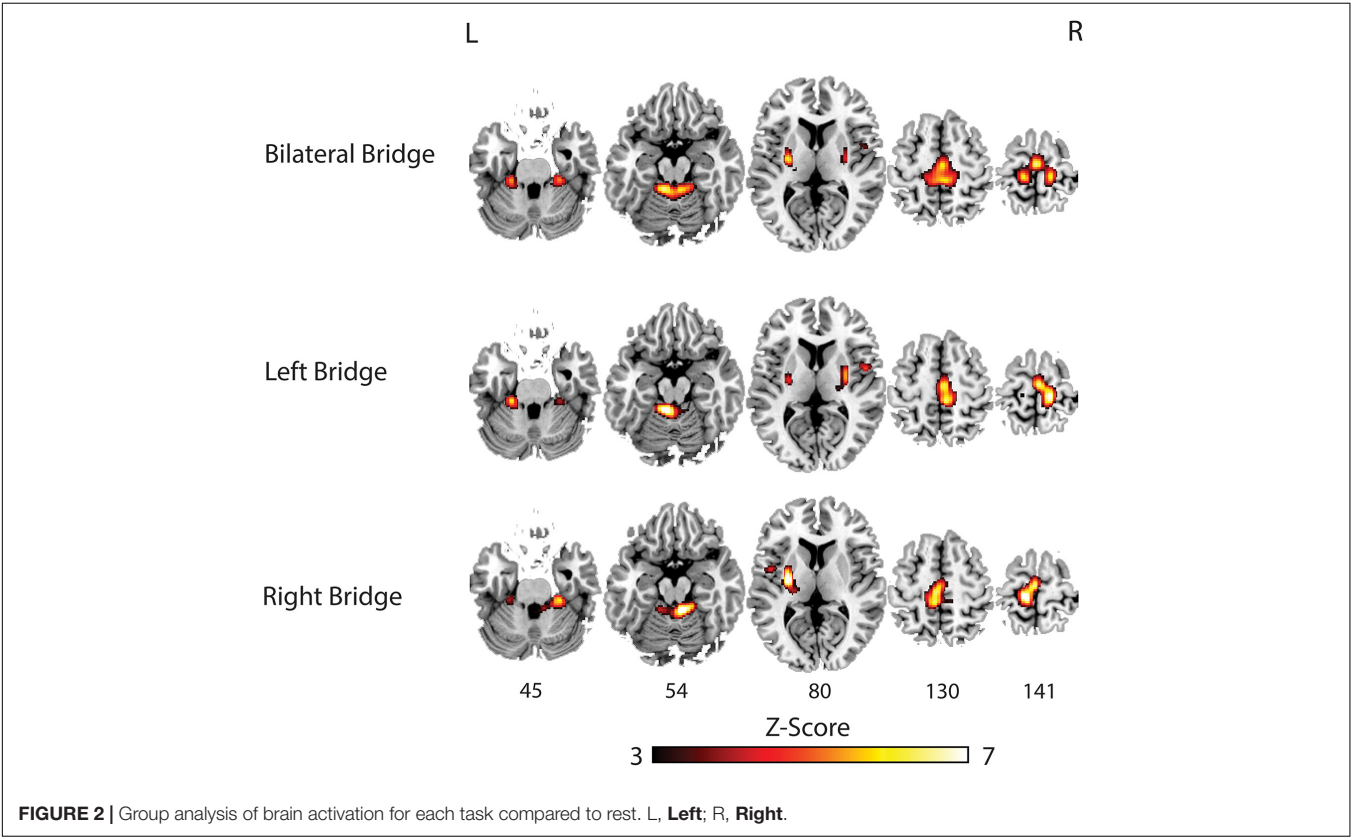 L R
Bilateral Bridge
Left Bridge
Right Bridge
45 54 80 130 141
Z-Score
3 7
FIGURE 2 | Group analysis of brain activation for each task compared to rest. L, Left; R, Right.